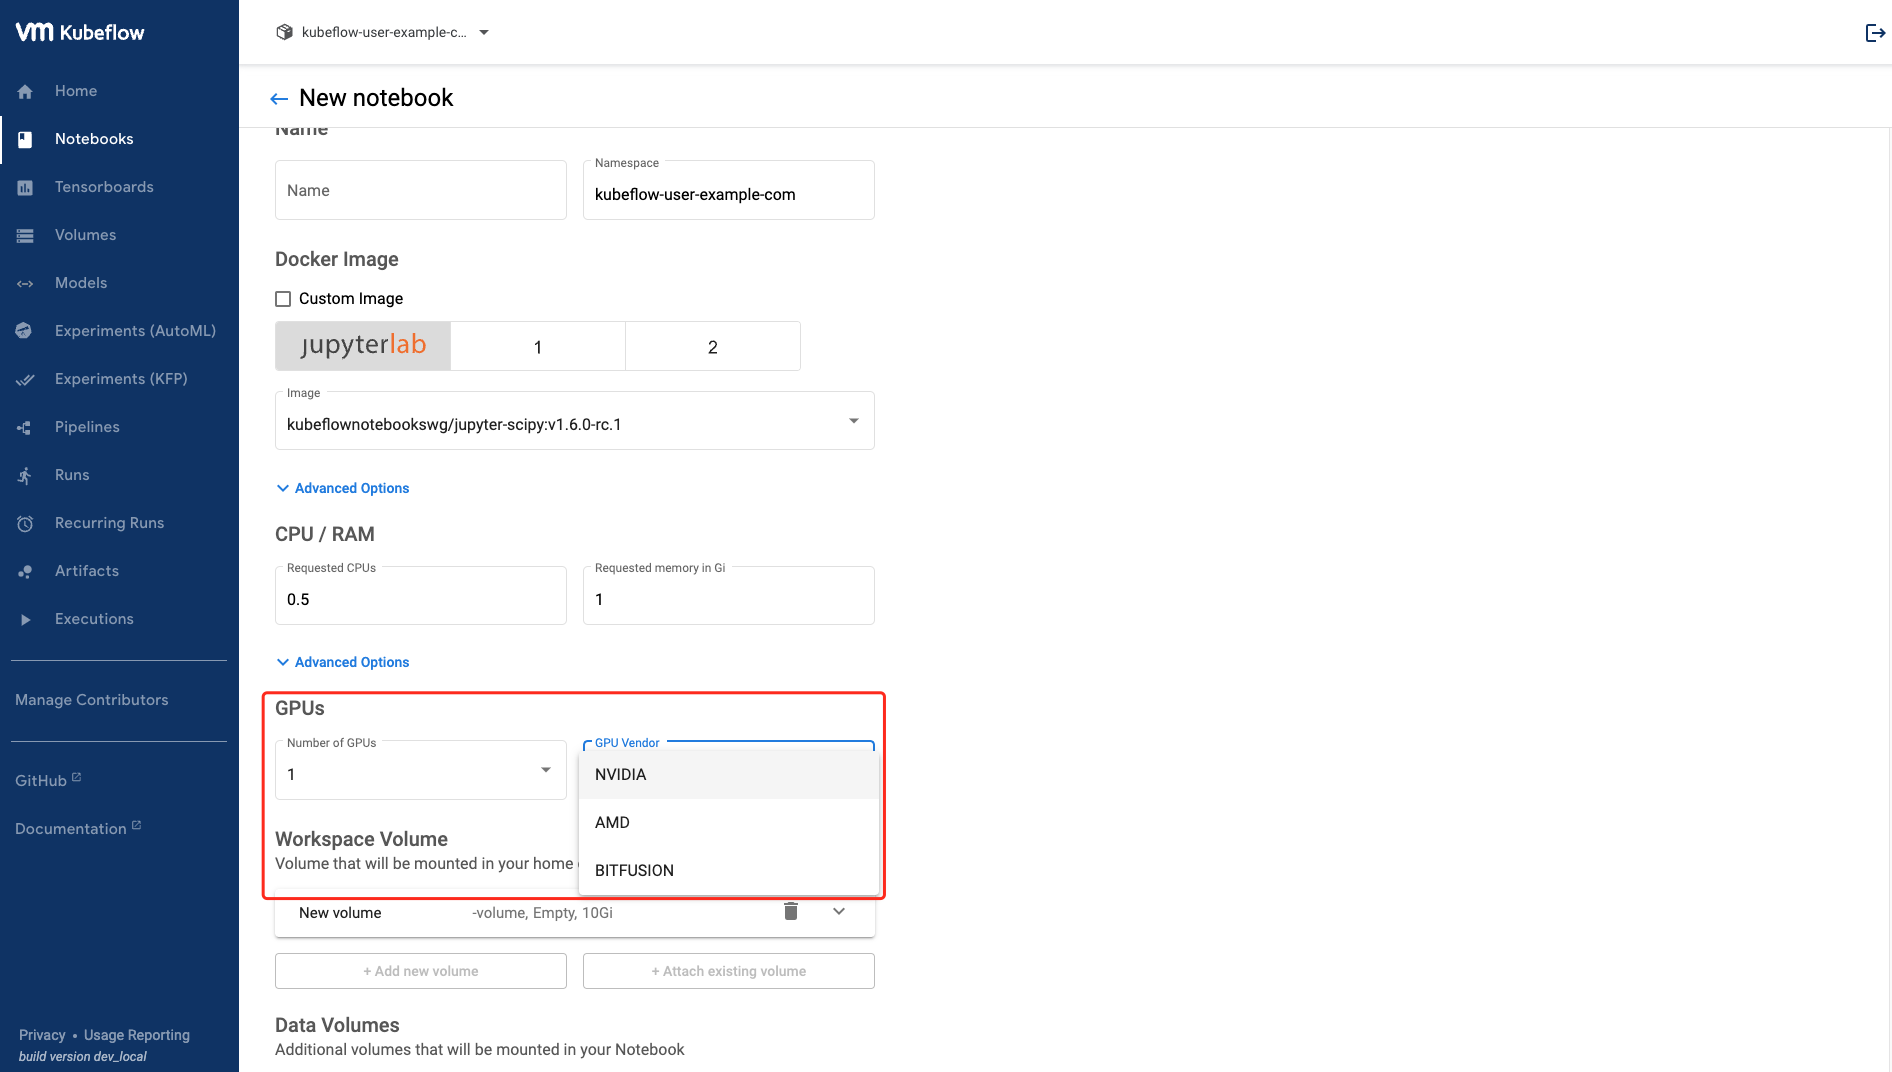 vm Kubeflow
kubeflow-user-example-c...
Home
Notebooks
Tensorboards
Volumes
Models
Experiments (AutoML)
Experiments (KFP)
Pipelines
Runs
Recurring Runs
Artifacts
Executions
Manage Contributors
GitHub
Documentation
Privacy • Usage Reporting
build version dev_local
New notebook
Name
Name
Namespace
kubeflow-user-example-com
Docker Image
Custom Image
jupyterlab 1 2
Image
kubeflownotebookswg/jupyter-scipy:v1.6.0-rc.1
Advanced Options
CPU / RAM
Requested CPUs
0.5
Requested memory in Gi
1
Advanced Options
GPUs
Number of GPUs
1
GPU Vendor
NVIDIA
AMD
BITFUSION
Workspace Volume
Volume that will be mounted in your home
New volume -volume, Empty, 10Gi
+ Add new volume + Attach existing volume
Data Volumes
Additional volumes that will be mounted in your Notebook